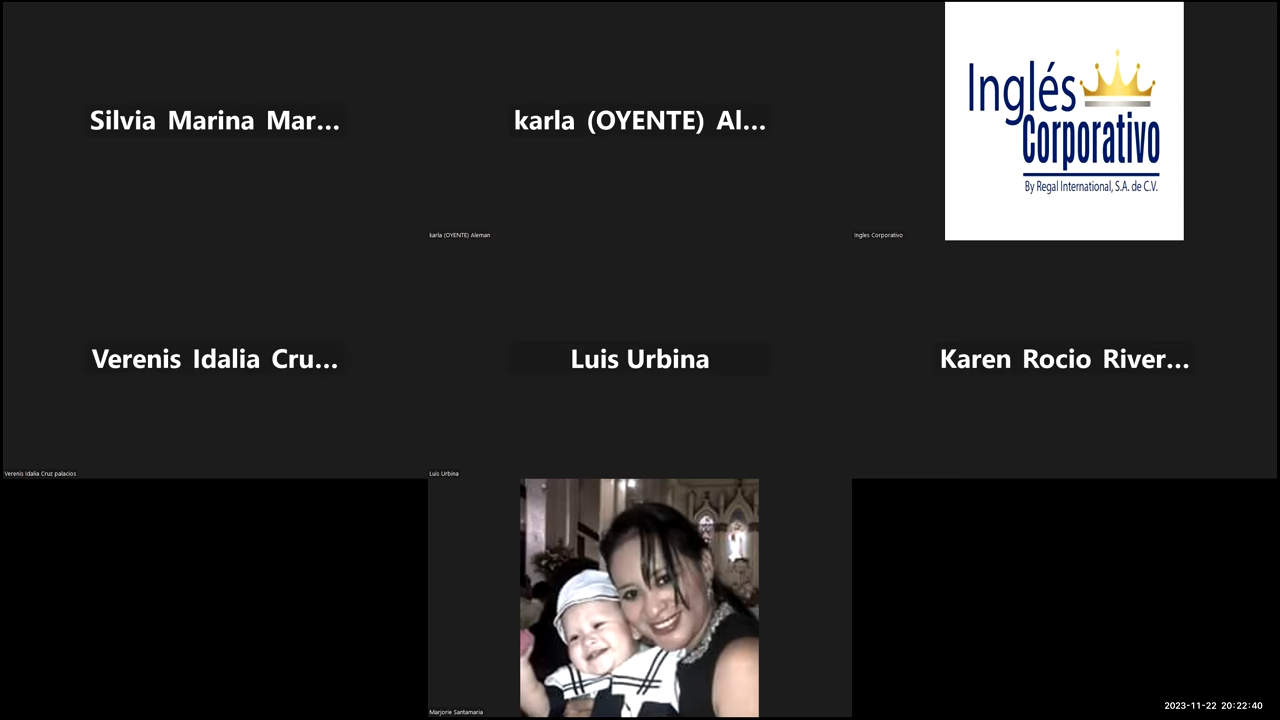 Silvia Marina Mar...
karla (OYENTE) Al...
karla (OYENTE) Aleman
Inglés
Corporativo
By Regal International, S.A. de C.V.
Ingles Corporativo
Verenis Idalia Cru...
Verenis Idalia Cruz palacios
Luis Urbina
Luis Urbina
Karen Rocio River...
Marjorie Santamaria
2023-11-22 20:22:40